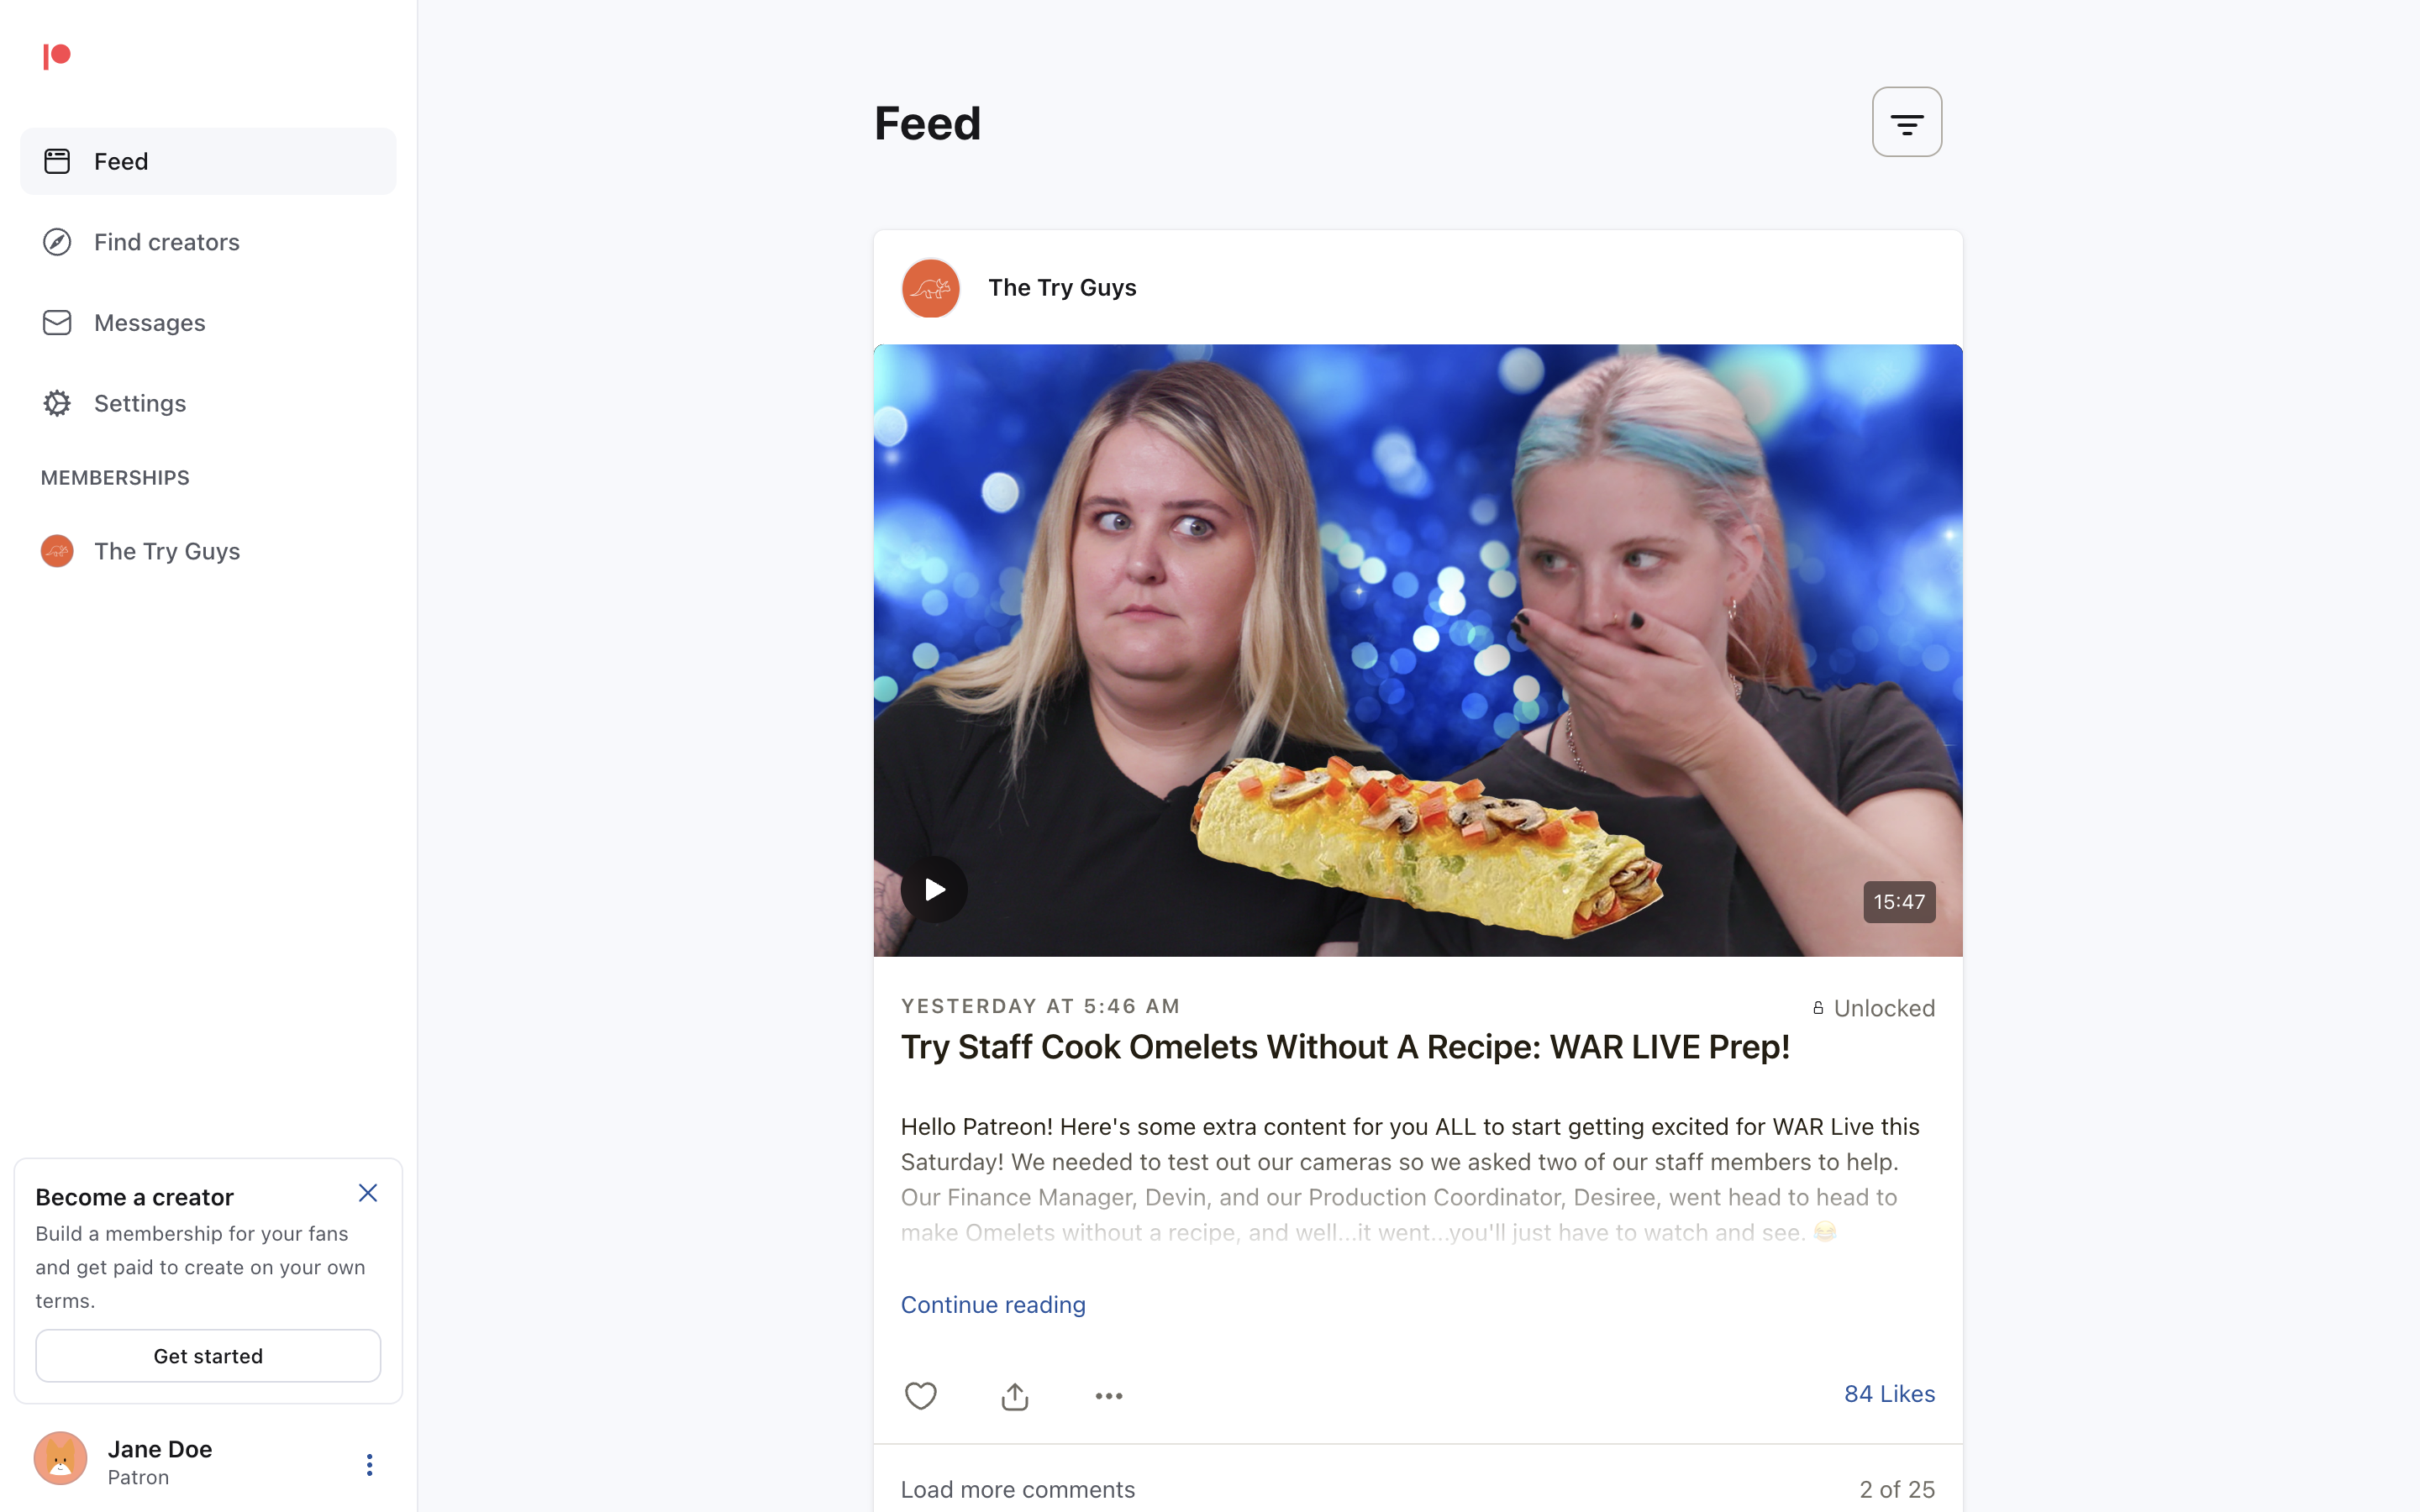 Feed
Find creators
Messages
Settings
MEMBERSHIPS
The Try Guys
Become a creator
Build a membership for your fans
and get paid to create on your own
terms.
Get started
Jane Doe
Patron
Feed
The Try Guys
15:47
YESTERDAY AT 5:46 AM
Unlocked
Try Staff Cook Omelets Without A Recipe: WAR LIVE Prep!
Hello Patreon! Here's some extra content for you ALL to start getting excited for WAR Live this
Saturday! We needed to test out our cameras so we asked two of our staff members to help.
Our Finance Manager, Devin, and our Production Coordinator, Desiree, went head to head to
make Omelets without a recipe, and well...it went...you'll just have to watch and see. 😂
Continue reading
84 Likes
Load more comments
2 of 25